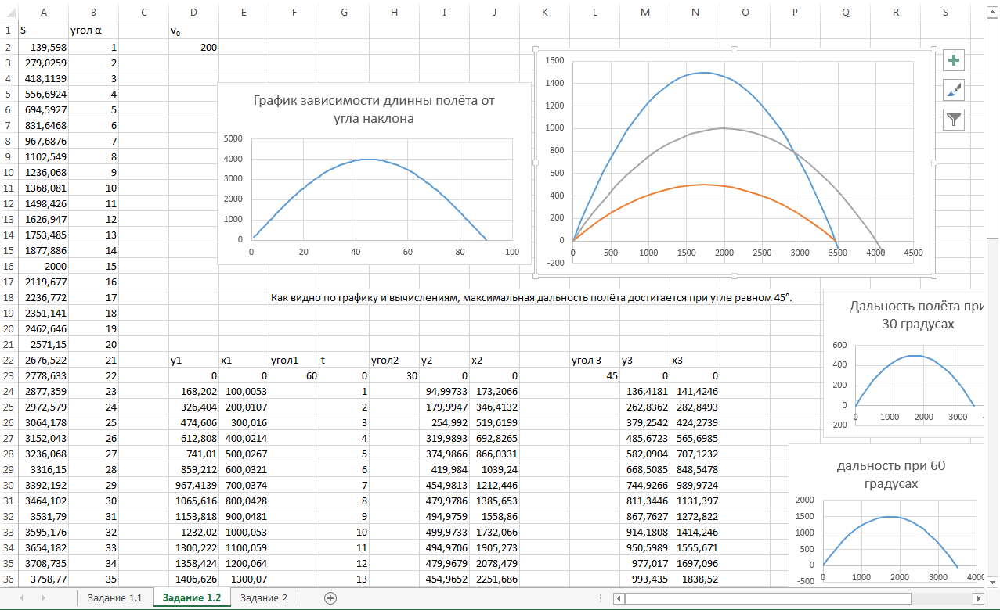 A B C D E F G H I J K L M N O P Q R S
1 S угол α v₀
2 139,598 1 200
3 279,0259 2
4 418,1139 3
5 556,6924 4
6 694,5927 5
7 831,6468 6
8 967,6876 7
9 1102,549 8
10 1236,068 9
11 1368,081 10
12 1498,426 11
13 1626,947 12
14 1753,485 13
15 1877,886 14
16 2000 15
17 2119,677 16
18 2236,772 17
19 2351,141 18
20 2462,646 19
21 2571,15 20
График зависимости длинны полёта от
угла наклона
5000
4000
3000
2000
1000
0
0 20 40 60 80 100
1600
1400
1200
1000
800
600
400
200
0
-200
0 500 1000 1500 2000 2500 3000 3500 4000 4500
Как видно по графику и вычислениям, максимальная дальность полёта достигается при угле равном 45°.
22 2676,522 21 y1 x1 угол1 t угол2 y2 x2 угол 3 y3 x3
23 2778,633 22 0 0 60 0 30 0 0 45 0 0
24 2877,359 23 168,202 100,0053 1 94,99733 173,2066 136,4181 141,4246
25 2972,579 24 326,404 200,0107 2 179,9947 346,4132 262,8362 282,8493
26 3064,178 25 474,606 300,016 3 254,992 519,6199 379,2542 424,2739
27 3152,043 26 612,808 400,0214 4 319,9893 692,8265 485,6723 565,6985
28 3236,068 27 741,01 500,0267 5 374,9866 866,0331 582,0904 707,1232
29 3316,15 28 859,212 600,0321 6 419,984 1039,24 668,5085 848,5478
30 3392,192 29 967,4139 700,0374 7 454,9813 1212,446 744,9266 989,9724
31 3464,102 30 1065,616 800,0428 8 479,9786 1385,653 811,3446 1131,397
32 3531,79 31 1153,818 900,0481 9 494,9759 1558,86 867,7627 1272,822
33 3595,176 32 1232,02 1000,053 10 499,9733 1732,066 914,1808 1414,246
34 3654,182 33 1300,222 1100,059 11 494,9706 1905,273 950,5989 1555,671
35 3708,735 34 1358,424 1200,064 12 479,9679 2078,479 977,017 1697,096
36 3758,77 35 1406,626 1300,07 13 454,9652 2251,686 993,435 1838,52
Дальность полёта при
30 градусах
600
400
200
0
-200
0 1000 2000 3000
дальность при 60
градусах
2000
1500
1000
500
0
-500
0 1000 2000 3000 4000
Задание 1.1 Задание 1.2 Задание 2